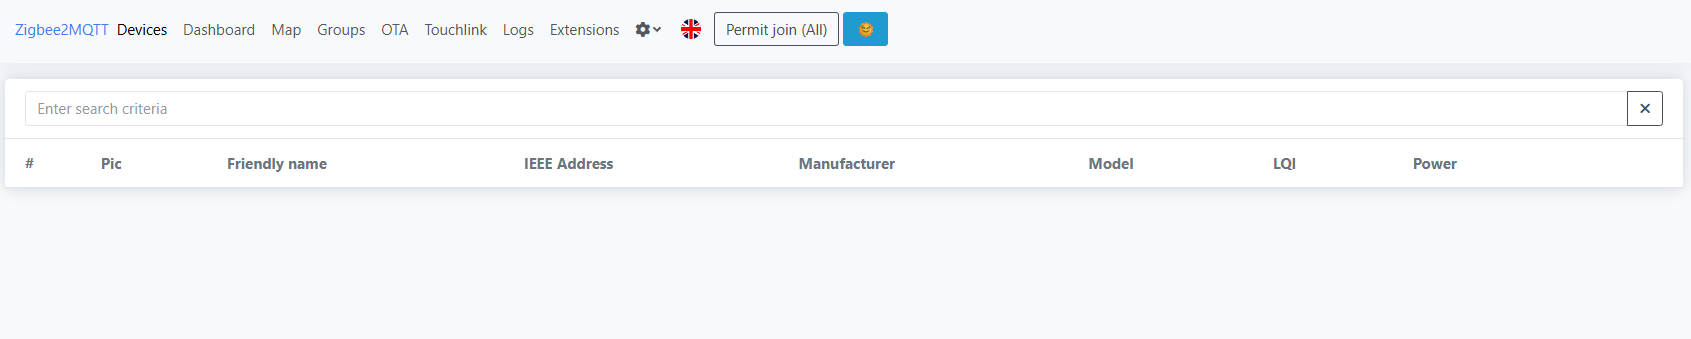 Zigbee2MQTT Devices Dashboard Map Groups OTA Touchlink Logs Extensions Permit join (All)
Enter search criteria
# Pic Friendly name IEEE Address Manufacturer Model LQI Power